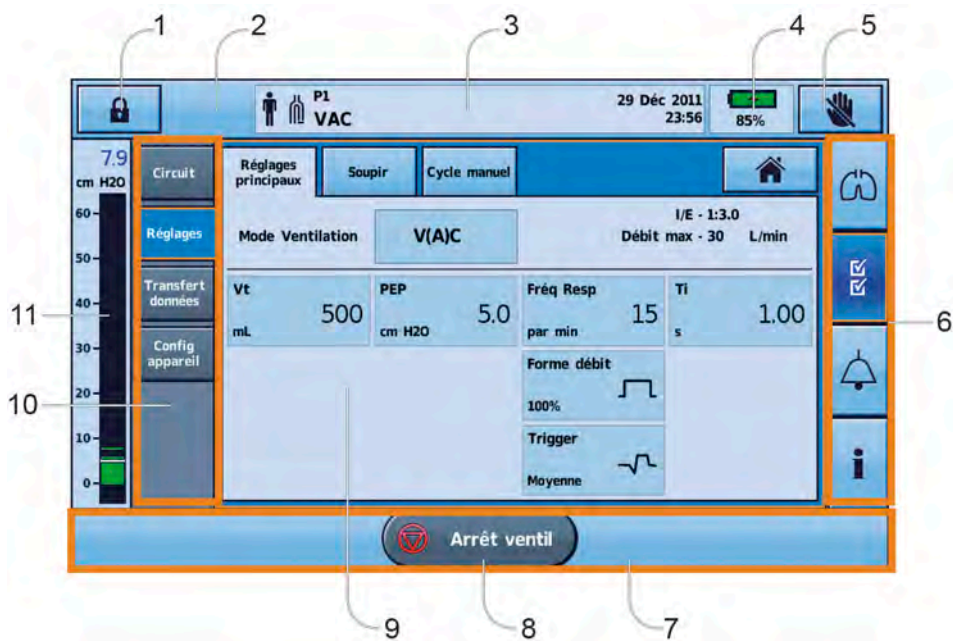 1 2 3 4 5
P1
VAC
29 Déc 2011
23:56
85%
7.9
cm H2O
60
50
40
30
20
10
0
Circuit
Réglages
Transfert
données
Config
appareil
Réglages
principaux
Soupir
Cycle manuel
Mode Ventilation
V(A)C
I/E - 1:3.0
Débit max - 30 L/min
Vt
500
mL
PEP
5.0
cm H2O
Fréq Resp
15
par min
Ti
1.00
s
Forme débit
100%
Trigger
Moyenne
i
Arrêt ventil
6
11
10
9 8 7